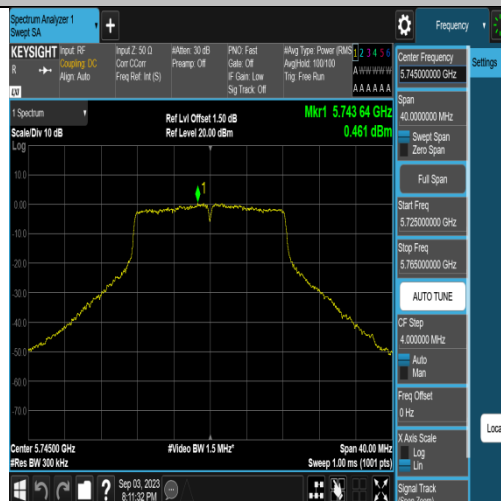 Spectrum Analyzer 1
Swept SA
Frequency
KEYSIGHT
R
Input: RF
Coupling: DC
Align: Auto
Input Z: 50 Ω
Corr CCorr
Freq Ref: Int (S)
#Atten: 30 dB
Preamp: Off
PNO: Fast
Gate: Off
IF Gain: Low
Sig Track: Off
#Avg Type: Power (RMS
Avg|Hold: 100/100
Trig: Free Run
1 2 3 4 5 6
A W W W W W
A A A A A A
1 Spectrum
Scale/Div 10 dB
Log
Ref Lvl Offset 1.50 dB
Ref Level 20.00 dBm
Mkr1 5.743 64 GHz
0.461 dBm
1
10.0
0.00
-10.0
-20.0
-30.0
-40.0
-50.0
-60.0
-70.0
Center 5.74500 GHz
#Res BW 300 kHz
#Video BW 1.5 MHz*
Span 40.00 MHz
Sweep 1.00 ms (1001 pts)
Sep 03, 2023
8:11:32 PM
Center Frequency
5.745000000 GHz
Settings
Span
40.0000000 MHz
Swept Span
Zero Span
Full Span
Start Freq
5.725000000 GHz
Stop Freq
5.765000000 GHz
AUTO TUNE
CF Step
4.000000 MHz
Auto
Man
Freq Offset
0 Hz
X Axis Scale
Log
Lin
Loca
Signal Track
(Span Zoom)